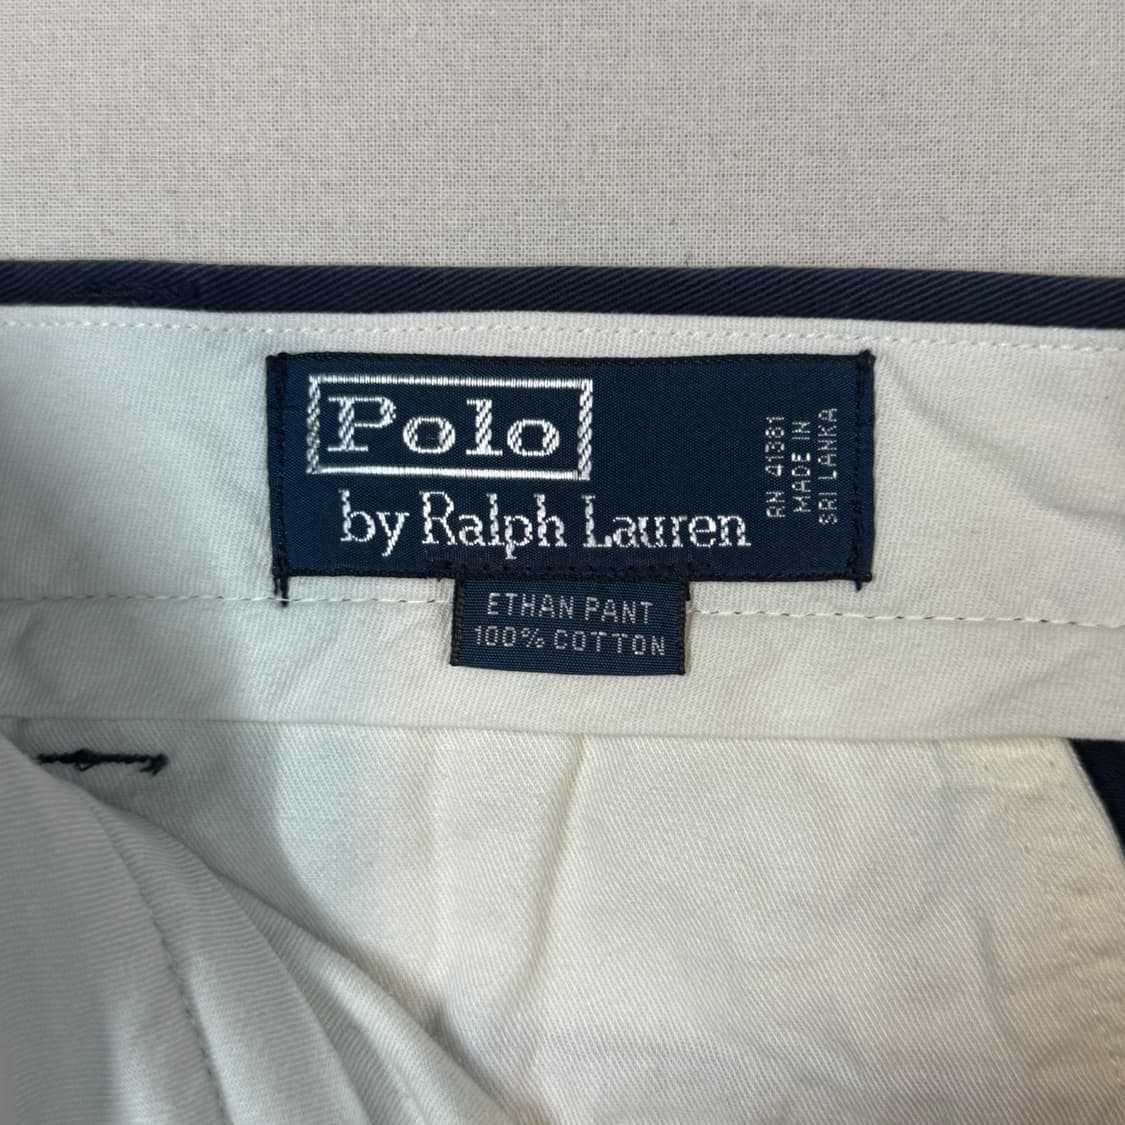 Polo
by Ralph Lauren
RN 41381
MADE IN
SRI LANKA
ETHAN PANT
100% COTTON